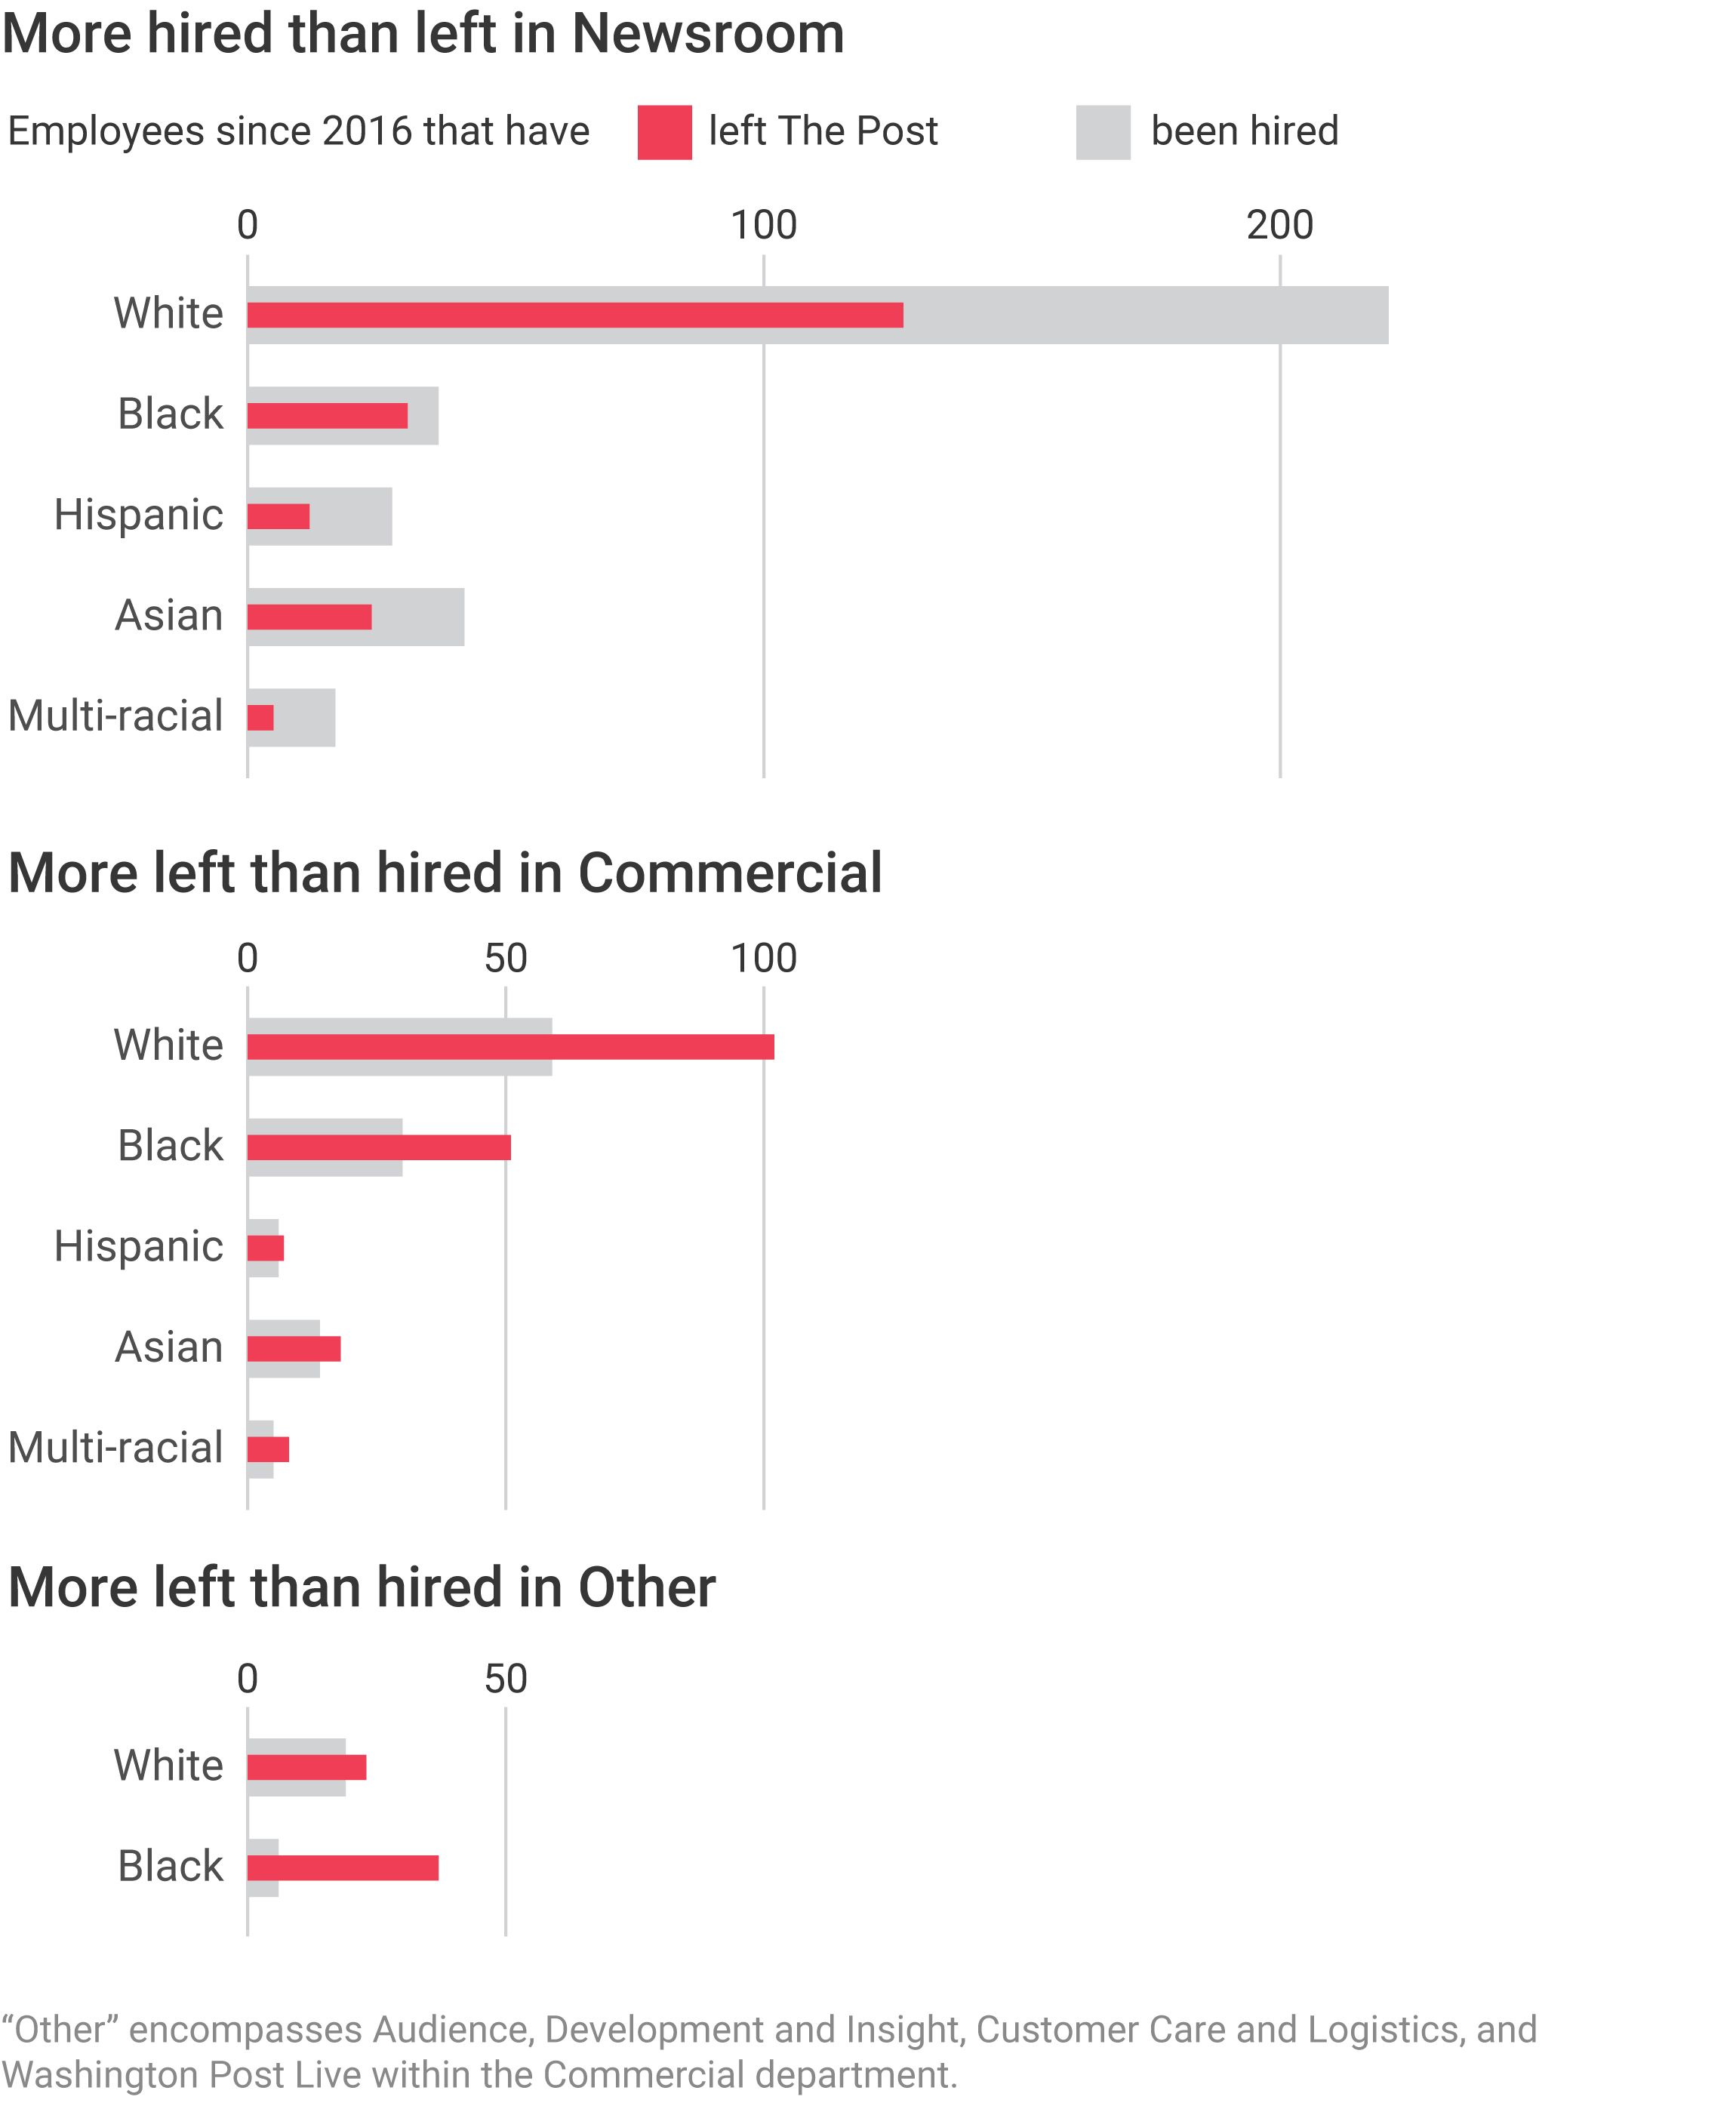 More hired than left in Newsroom
Employees since 2016 that have left The Post been hired
0 100 200
White
Black
Hispanic
Asian
Multi-racial
More left than hired in Commercial
0 50 100
White
Black
Hispanic
Asian
Multi-racial
More left than hired in Other
0 50
White
Black
“Other” encompasses Audience, Development and Insight, Customer Care and Logistics, and
Washington Post Live within the Commercial department.